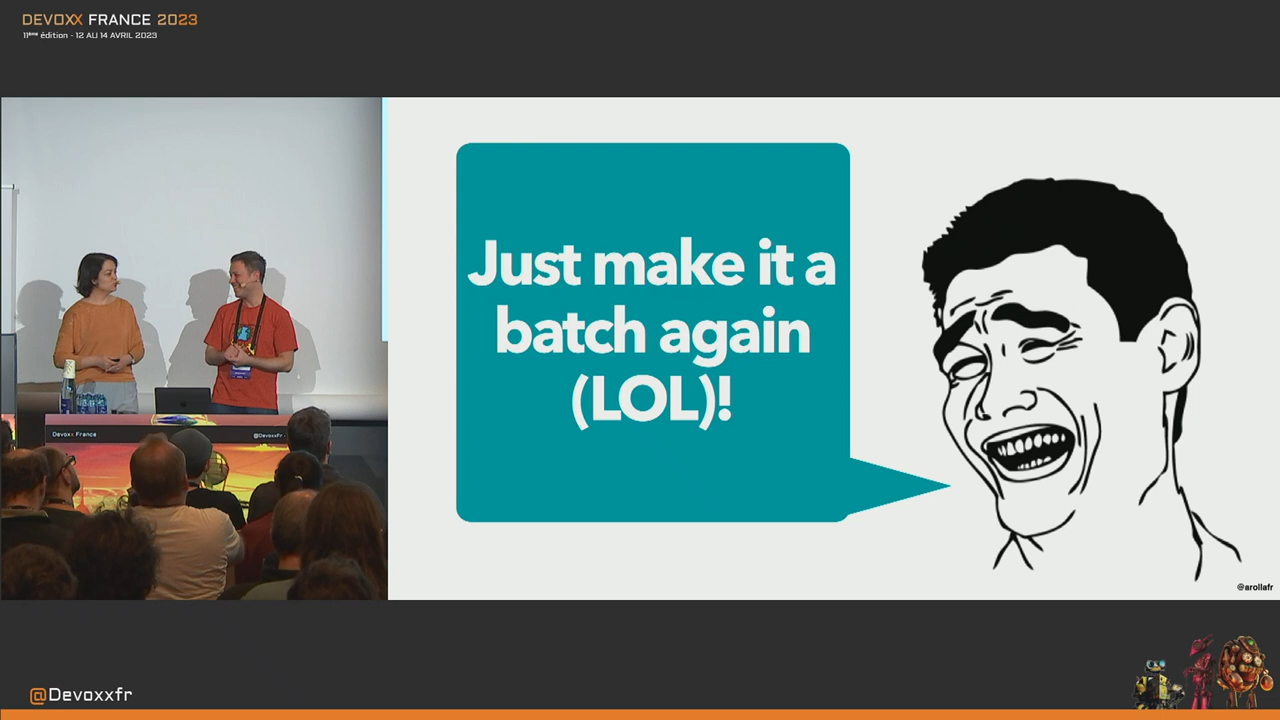 DEVOXX FRANCE 2023
11ème édition - 12 AU 14 AVRIL 2023
Just make it a
batch again
(LOL)!
@arollafr
Devoxx France
@DevoxxFr
@Devoxxfr